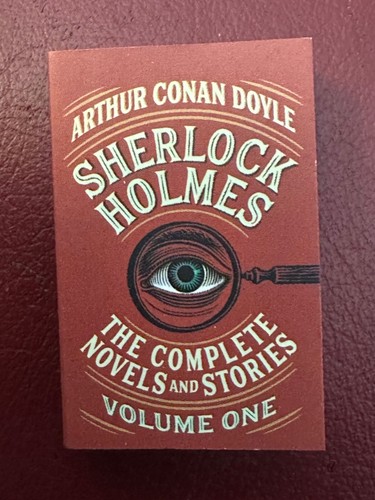 ARTHUR CONAN DOYLE
SHERLOCK
HOLMES
THE COMPLETE
NOVELS AND STORIES
VOLUME ONE